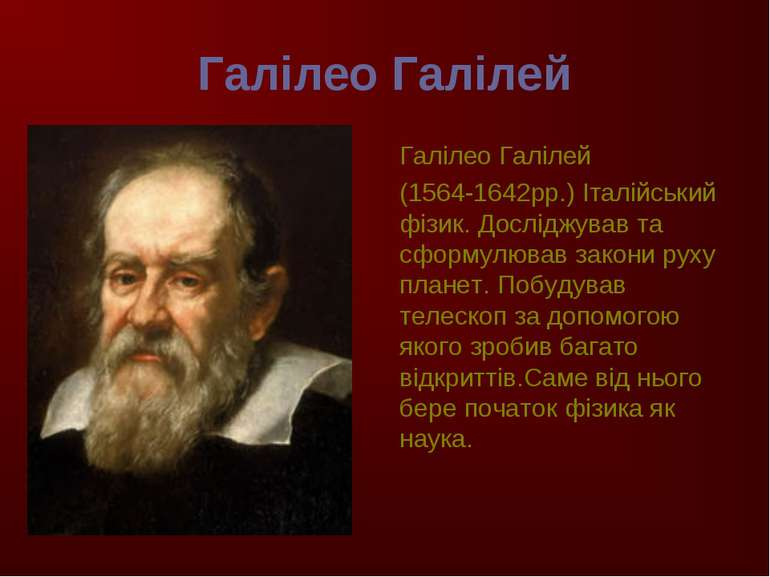 Галілео Галілей
Галілео Галілей
(1564-1642рр.) Італійський
фізик. Досліджував та
сформулював закони руху
планет. Побудував
телескоп за допомогою
якого зробив багато
відкриттів.Саме від нього
бере початок фізика як
наука.